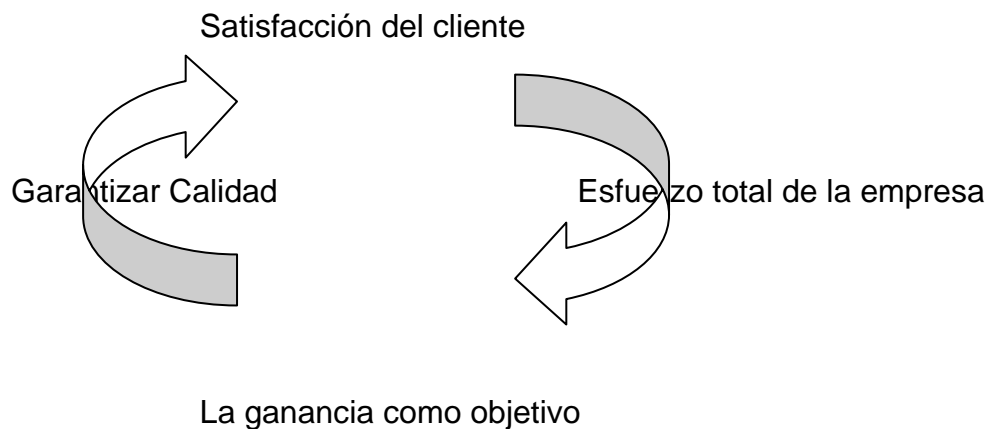 Satisfacción del cliente
Garantizar Calidad
Esfuerzo total de la empresa
La ganancia como objetivo